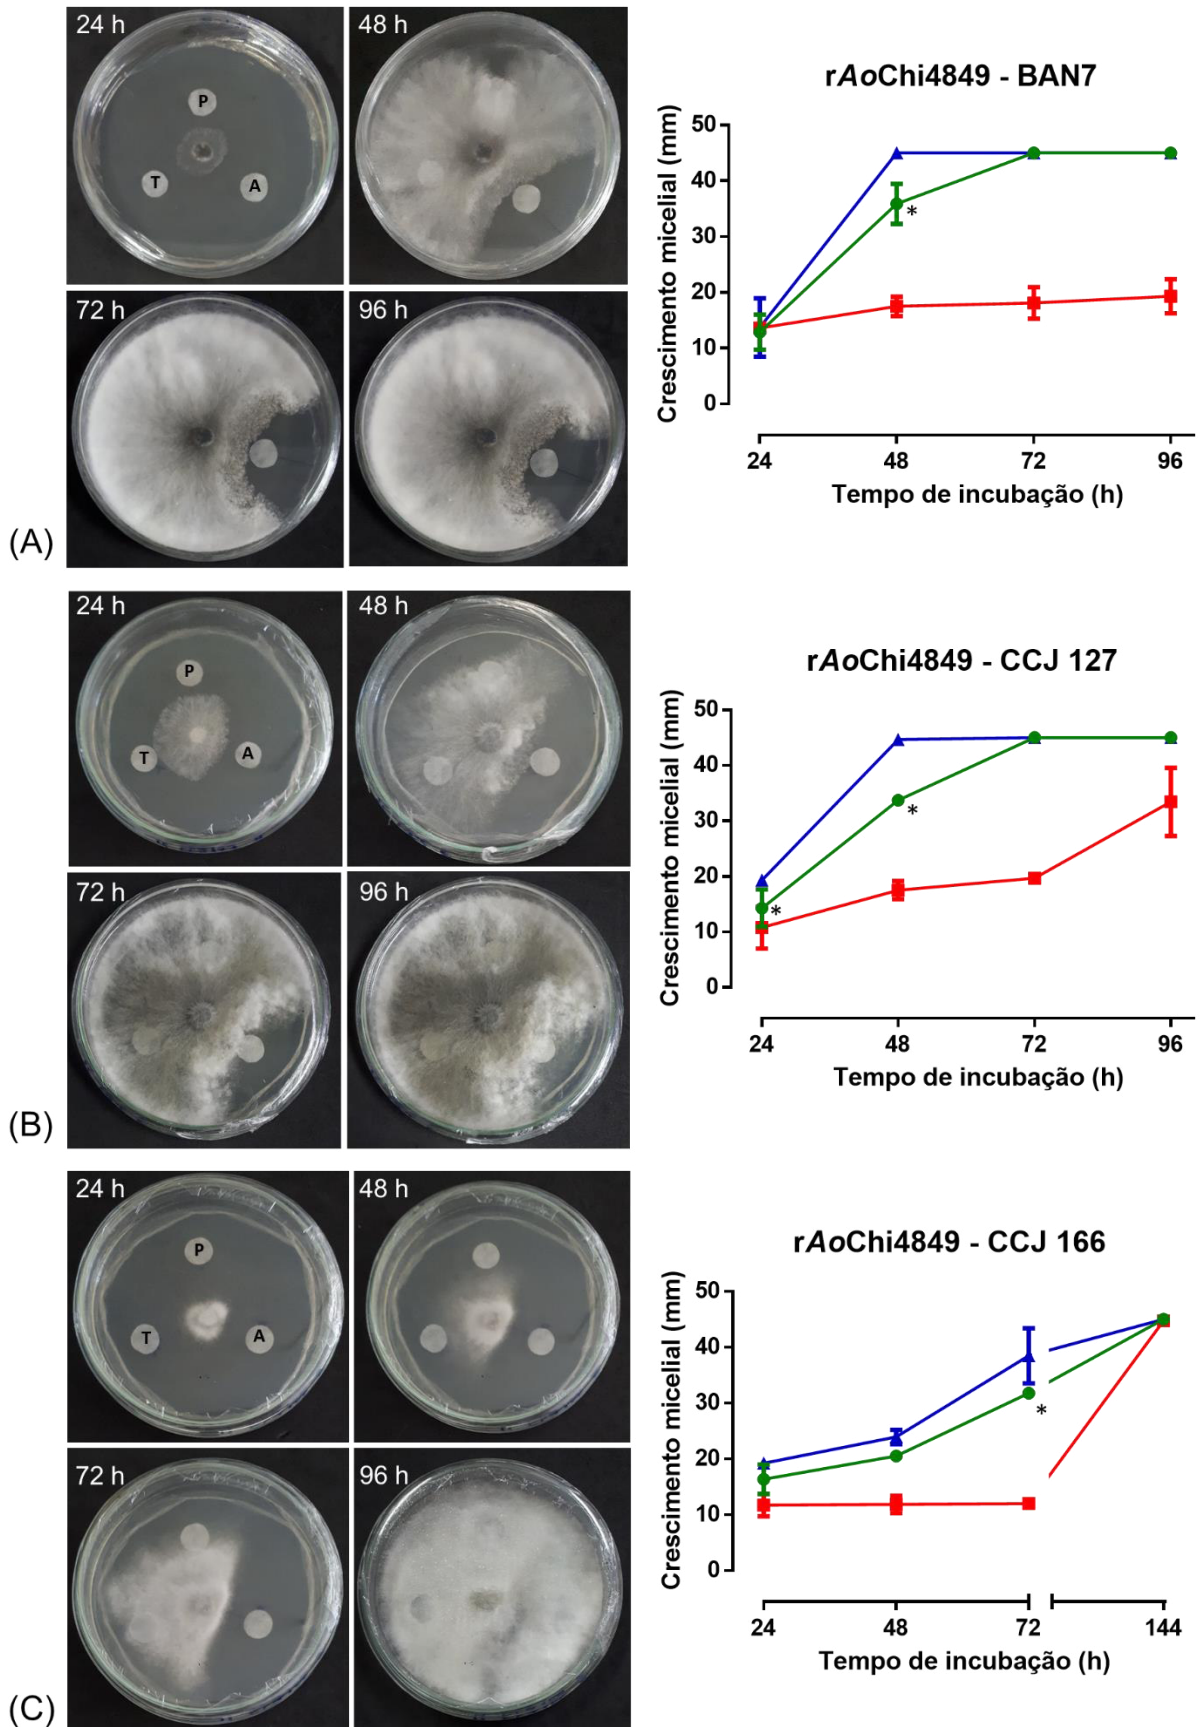 24 h
48 h
P
T
A
72 h
96 h
(A)
rAoChi4849 - BAN7
Crescimento micelial (mm)
50
40
30
20
10
0
*
24
48
72
96
Tempo de incubação (h)
24 h
48 h
P
T
A
72 h
96 h
(B)
rAoChi4849 - CCJ 127
Crescimento micelial (mm)
50
40
30
20
10
0
*
*
24
48
72
96
Tempo de incubação (h)
24 h
48 h
P
T
A
72 h
96 h
(C)
rAoChi4849 - CCJ 166
Crescimento micelial (mm)
50
40
30
20
10
0
*
24
48
72
144
Tempo de incubação (h)